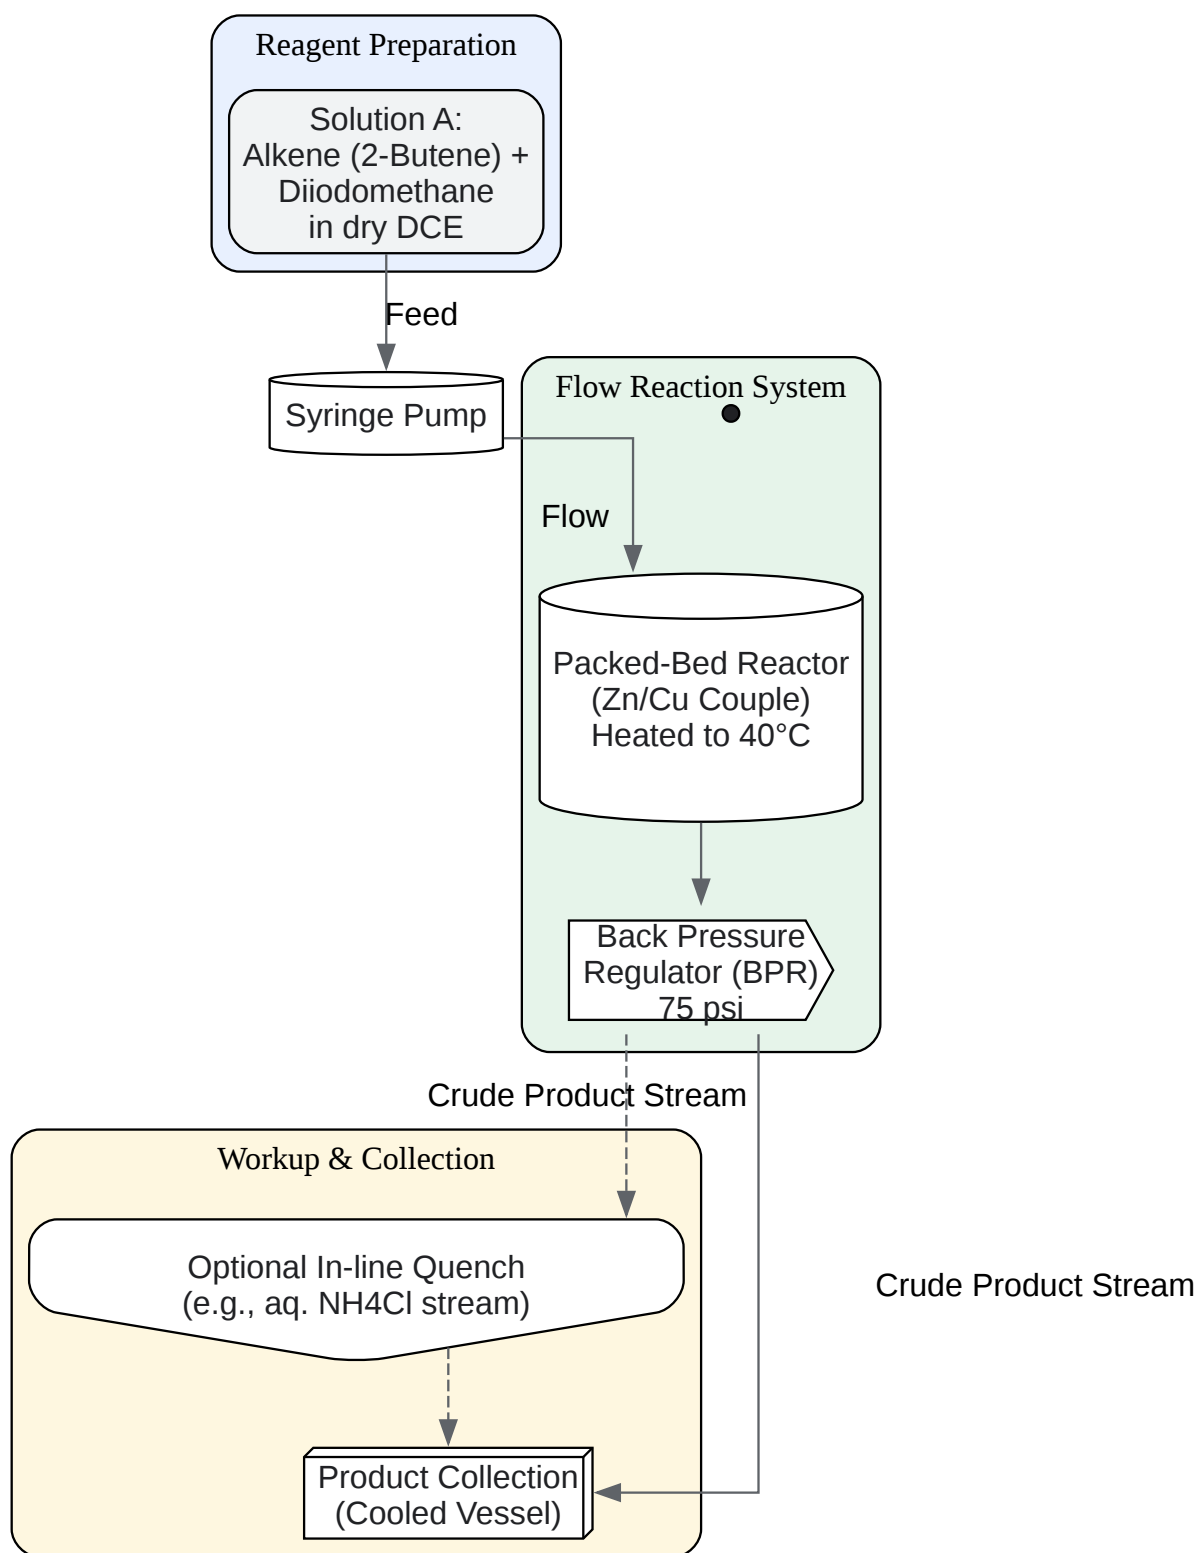 Reagent Preparation
Solution A:
Alkene (2-Butene) +
Diiodomethane
in dry DCE
Feed
Syringe Pump
Flow Reaction System
Flow
Packed-Bed Reactor
(Zn/Cu Couple)
Heated to 40°C
Back Pressure
Regulator (BPR)
75 psi
Crude Product Stream
Workup & Collection
Optional In-line Quench
(e.g., aq. NH4Cl stream)
Crude Product Stream
Product Collection
(Cooled Vessel)